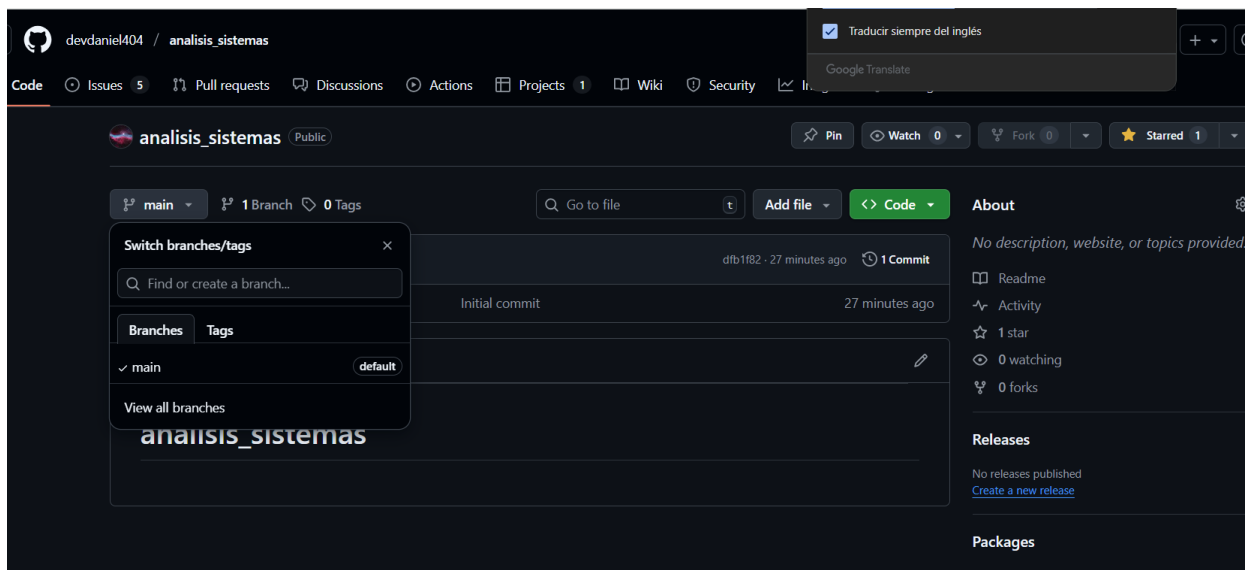 devdaniel404 / analisis_sistemas
Traducir siempre del inglés
Google Translate
Code Issues 5 Pull requests Discussions Actions Projects 1 Wiki Security
analisis_sistemas Public
Pin Watch 0 Fork 0 Starred 1
main 1 Branch 0 Tags
Go to file t Add file Code
Switch branches/tags
Find or create a branch...
Branches Tags
main default
View all branches
dfb1f82 · 27 minutes ago 1 Commit
Initial commit 27 minutes ago
analisis_sistemas
About
No description, website, or topics provided.
Readme
Activity
1 star
0 watching
0 forks
Releases
No releases published
Create a new release
Packages